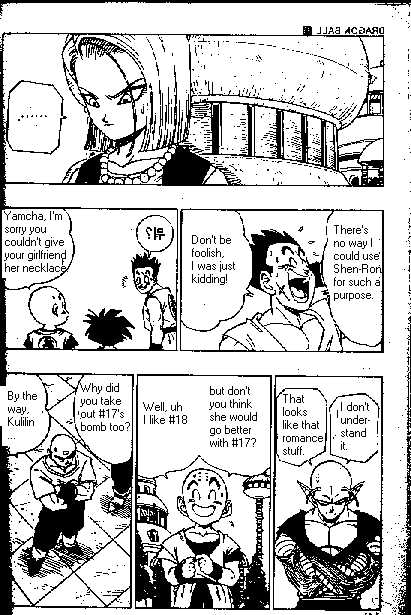 DRAGON BALL
.......
Yamcha, I'm
sorry you
couldn't give
your girlfriend
her necklace
Don't be
foolish,
I was just
kidding!
There's
no way I
could use
Shen-Ron
for such a
purpose.
By the
way,
Kulilin
Why did
you take
out #17's
bomb too?
Well, uh
I like #18
but don't
you think
she would
go better
with #17?
That
looks
like that
romance
stuff.
I don't
under-
stand
it.